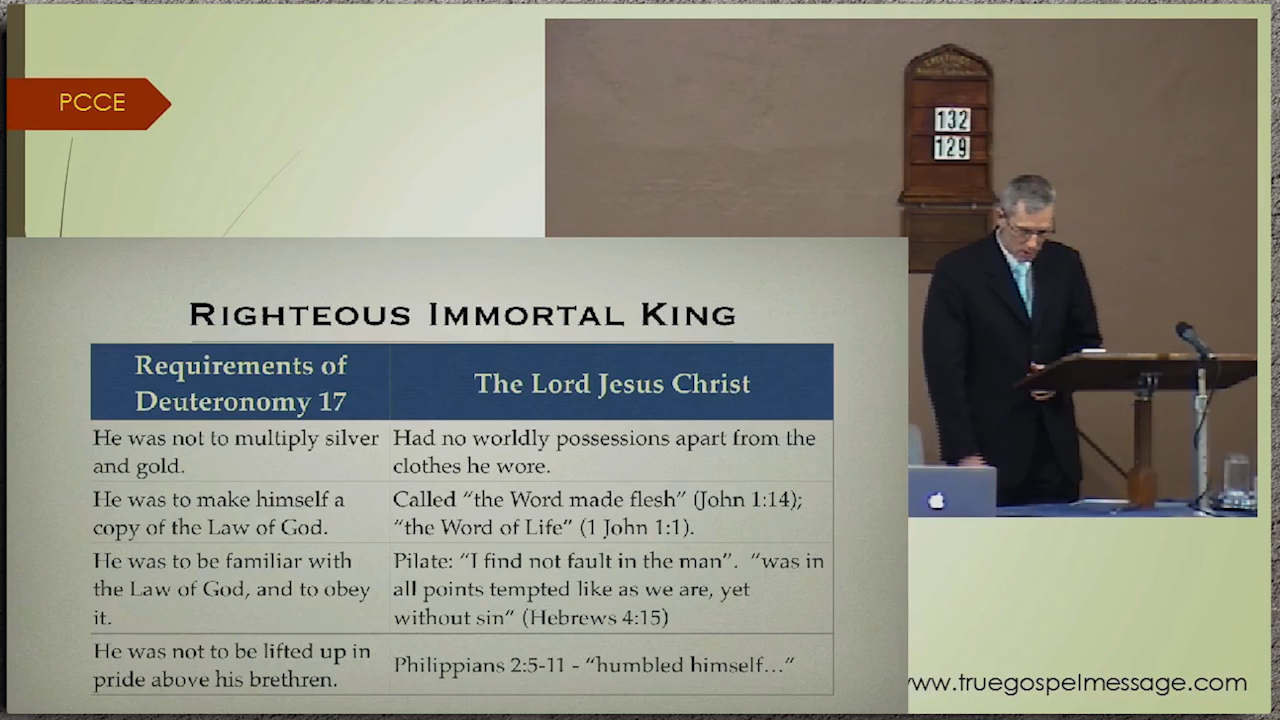 PCCE
132
129
RIGHTEOUS IMMORTAL KING
Requirements of
Deuteronomy 17
The Lord Jesus Christ
He was not to multiply silver
and gold.
Had no worldly possessions apart from the
clothes he wore.
He was to make himself a
copy of the Law of God.
Called “the Word made flesh” (John 1:14);
“the Word of Life” (1 John 1:1).
He was to be familiar with
the Law of God, and to obey
it.
Pilate: “I find not fault in the man”. “was in
all points tempted like as we are, yet
without sin” (Hebrews 4:15)
He was not to be lifted up in
pride above his brethren.
Philippians 2:5-11 - “humbled himself...”
www.truegospelmessage.com